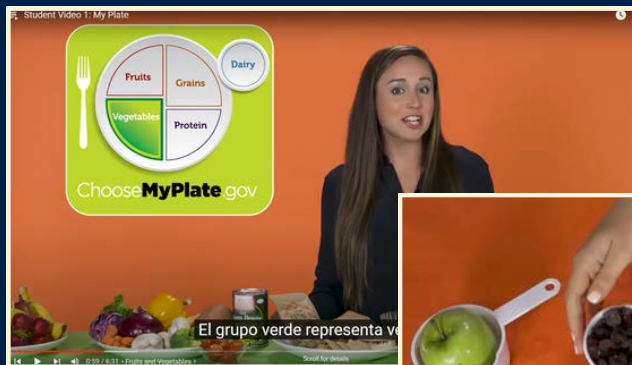 Student Video 1: My Plate
Dairy
Fruits
Grains
Vegetables
Protein
ChooseMyPlate.gov
El grupo verde representa
0:59 / 6:31 • Fruits and Vegetables >
Scroll for details